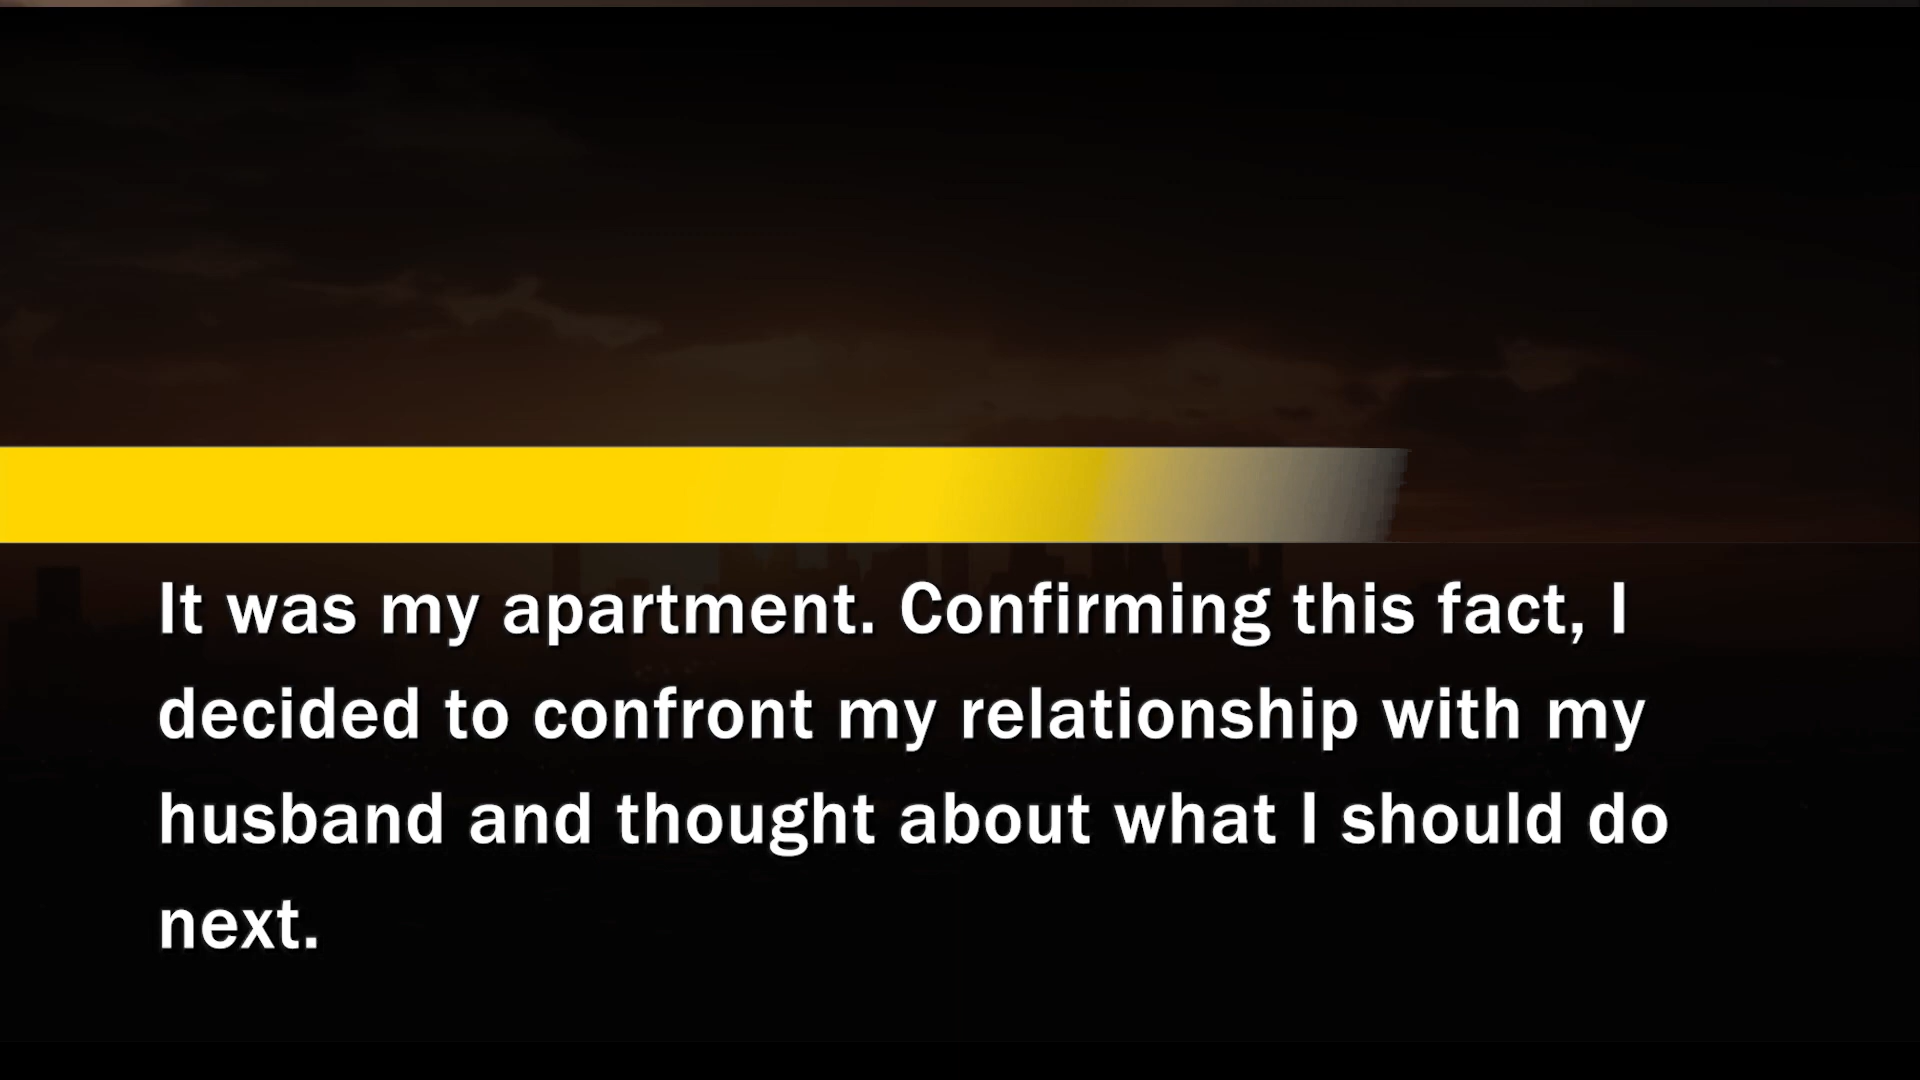 It was my apartment. Confirming this fact, I
decided to confront my relationship with my
husband and thought about what I should do
next.